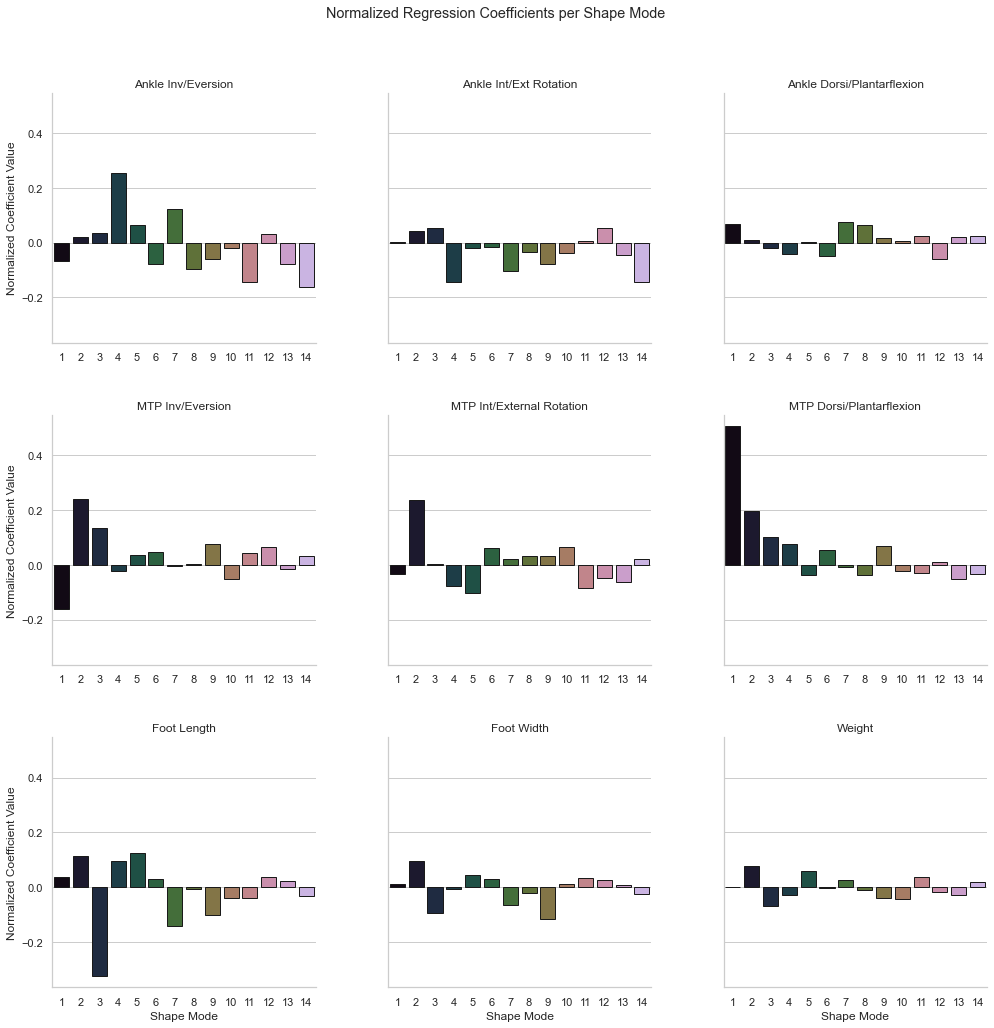 Normalized Regression Coefficients per Shape Mode
Ankle Inv/Eversion
Ankle Int/Ext Rotation
Ankle Dorsi/Plantarflexion
Normalized Coefficient Value
0.4
0.2
0.0
−0.2
1 2 3 4 5 6 7 8 9 10 11 12 13 14
1 2 3 4 5 6 7 8 9 10 11 12 13 14
1 2 3 4 5 6 7 8 9 10 11 12 13 14
MTP Inv/Eversion
MTP Int/External Rotation
MTP Dorsi/Plantarflexion
Normalized Coefficient Value
0.4
0.2
0.0
−0.2
1 2 3 4 5 6 7 8 9 10 11 12 13 14
1 2 3 4 5 6 7 8 9 10 11 12 13 14
1 2 3 4 5 6 7 8 9 10 11 12 13 14
Foot Length
Foot Width
Weight
Normalized Coefficient Value
0.4
0.2
0.0
−0.2
1 2 3 4 5 6 7 8 9 10 11 12 13 14
1 2 3 4 5 6 7 8 9 10 11 12 13 14
1 2 3 4 5 6 7 8 9 10 11 12 13 14
Shape Mode
Shape Mode
Shape Mode